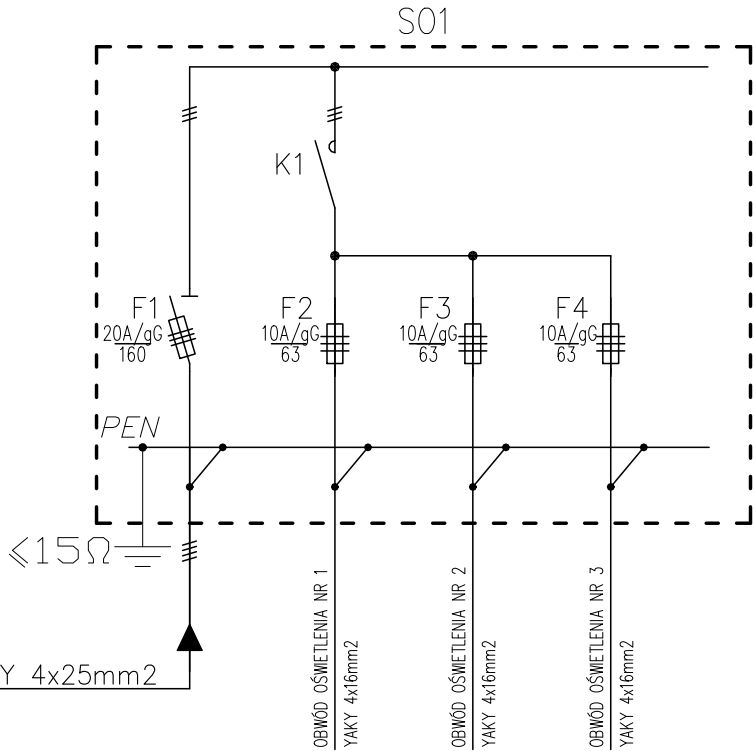 SO1
K1
F1
20A/gG
160
F2
10A/gG
63
F3
10A/gG
63
F4
10A/gG
63
PEN
≤15Ω
Y 4x25mm2
OBWÓD OŚWIETLENIA NR 1
YAKY 4x16mm2
OBWÓD OŚWIETLENIA NR 2
YAKY 4x16mm2
OBWÓD OŚWIETLENIA NR 3
YAKY 4x16mm2